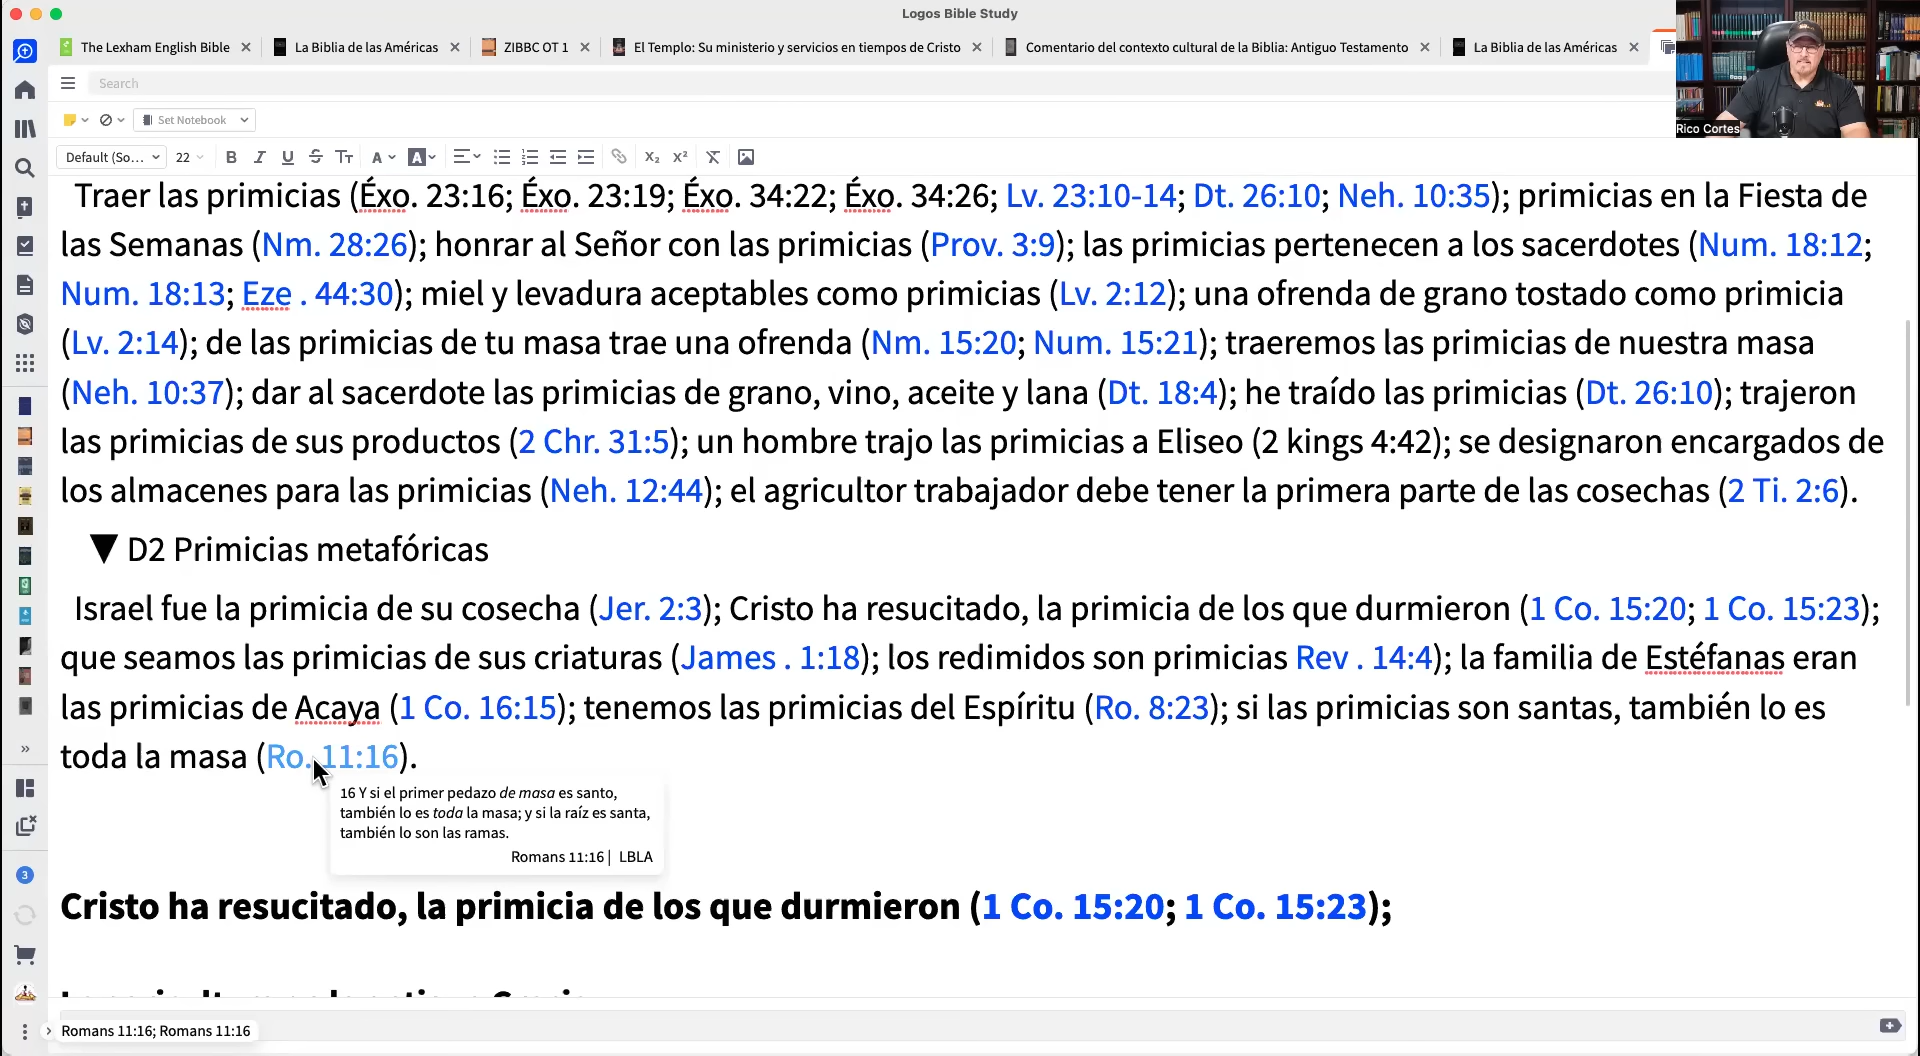 Logos Bible Study
The Lexham English Bible
La Biblia de las Américas
ZIBBC OT 1
El Templo: Su ministerio y servicios en tiempos de Cristo
Comentario del contexto cultural de la Biblia: Antiguo Testamento
La Biblia de las Américas
Search
Set Notebook
Rico Cortes
Default (So... 22
Traer las primicias (Éxo. 23:16; Éxo. 23:19; Éxo. 34:22; Éxo. 34:26; Lv. 23:10-14; Dt. 26:10; Neh. 10:35); primicias en la Fiesta de
las Semanas (Nm. 28:26); honrar al Señor con las primicias (Prov. 3:9); las primicias pertenecen a los sacerdotes (Num. 18:12;
Num. 18:13; Eze . 44:30); miel y levadura aceptables como primicias (Lv. 2:12); una ofrenda de grano tostado como primicia
(Lv. 2:14); de las primicias de tu masa trae una ofrenda (Nm. 15:20; Num. 15:21); traeremos las primicias de nuestra masa
(Neh. 10:37); dar al sacerdote las primicias de grano, vino, aceite y lana (Dt. 18:4); he traído las primicias (Dt. 26:10); trajeron
las primicias de sus productos (2 Chr. 31:5); un hombre trajo las primicias a Eliseo (2 kings 4:42); se designaron encargados de
los almacenes para las primicias (Neh. 12:44); el agricultor trabajador debe tener la primera parte de las cosechas (2 Ti. 2:6).
▼ D2 Primicias metafóricas
Israel fue la primicia de su cosecha (Jer. 2:3); Cristo ha resucitado, la primicia de los que durmieron (1 Co. 15:20; 1 Co. 15:23);
que seamos las primicias de sus criaturas (James . 1:18); los redimidos son primicias Rev . 14:4); la familia de Estéfanas eran
las primicias de Acaya (1 Co. 16:15); tenemos las primicias del Espíritu (Ro. 8:23); si las primicias son santas, también lo es
toda la masa (Ro. 11:16).
16 Y si el primer pedazo de masa es santo,
también lo es toda la masa; y si la raíz es santa,
también lo son las ramas.
Romans 11:16 | LBLA
Cristo ha resucitado, la primicia de los que durmieron (1 Co. 15:20; 1 Co. 15:23);
3
Romans 11:16; Romans 11:16